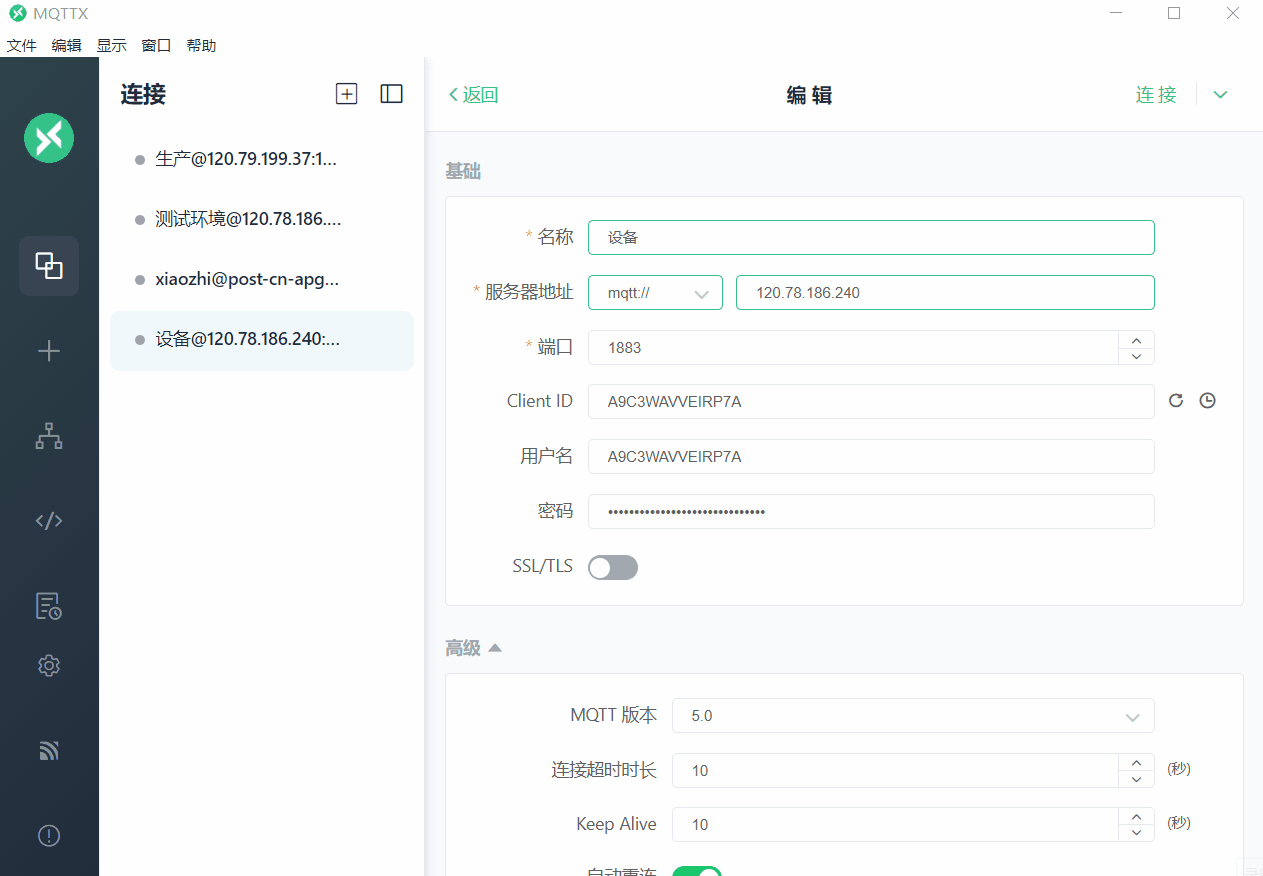 MQTTX
文件 编辑 显示 窗口 帮助
连接
生产@120.79.199.37:1...
测试环境@120.78.186....
xiaozhi@post-cn-apg...
设备@120.78.186.240:...
返回
编辑
连接
基础
* 名称 设备
* 服务器地址 mqtt:// 120.78.186.240
* 端口 1883
Client ID A9C3WAVVEIRP7A
用户名 A9C3WAVVEIRP7A
密码 ••••••••••••••••••••••••••••••
SSL/TLS
高级
MQTT 版本 5.0
连接超时时长 10 (秒)
Keep Alive 10 (秒)
自动重连